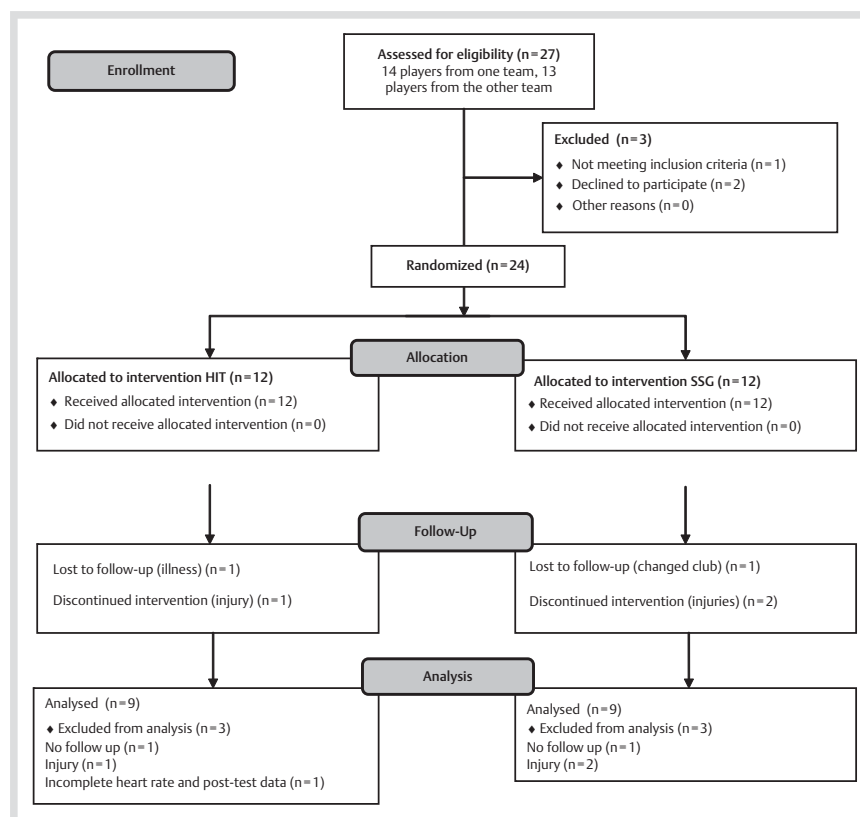 Enrollment
Assessed for eligibility (n=27)
14 players from one team, 13
players from the other team
Excluded (n=3)
♦ Not meeting inclusion criteria (n=1)
♦ Declined to participate (n=2)
♦ Other reasons (n=0)
Randomized (n=24)
Allocation
Allocated to intervention HIT (n=12)
♦ Received allocated intervention (n=12)
♦ Did not receive allocated intervention (n=0)
Allocated to intervention SSG (n=12)
♦ Received allocated intervention (n=12)
♦ Did not receive allocated intervention (n=0)
Follow-Up
Lost to follow-up (illness) (n=1)
Discontinued intervention (injury) (n=1)
Lost to follow-up (changed club) (n=1)
Discontinued intervention (injuries) (n=2)
Analysis
Analysed (n=9)
♦ Excluded from analysis (n=3)
No follow up (n=1)
Injury (n=1)
Incomplete heart rate and post-test data (n=1)
Analysed (n=9)
♦ Excluded from analysis (n=3)
No follow up (n=1)
Injury (n=2)